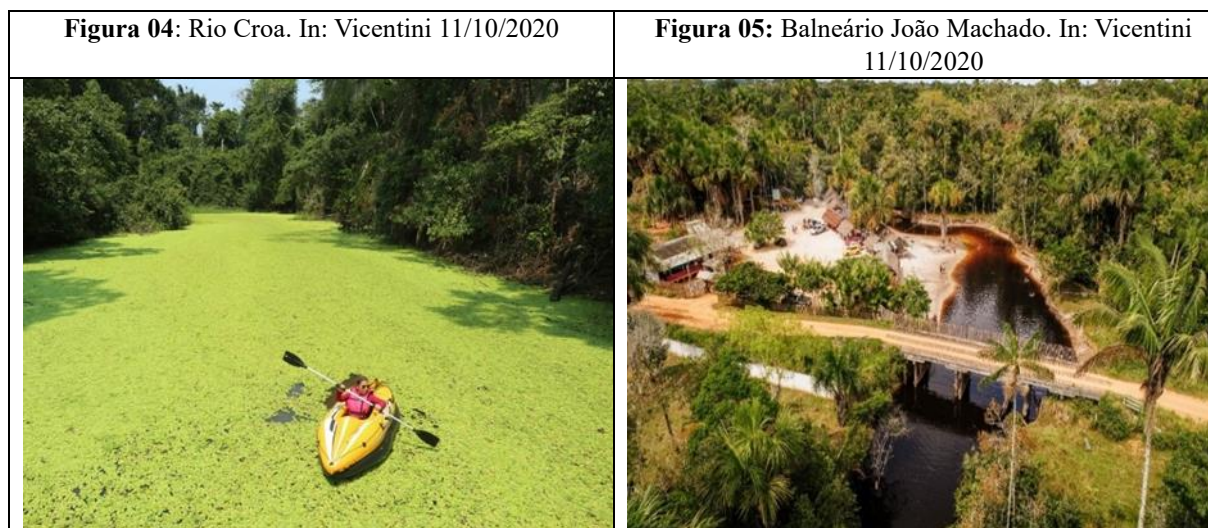 Figura 04: Rio Croa. In: Vicentini 11/10/2020
Figura 05: Balneário João Machado. In: Vicentini
11/10/2020